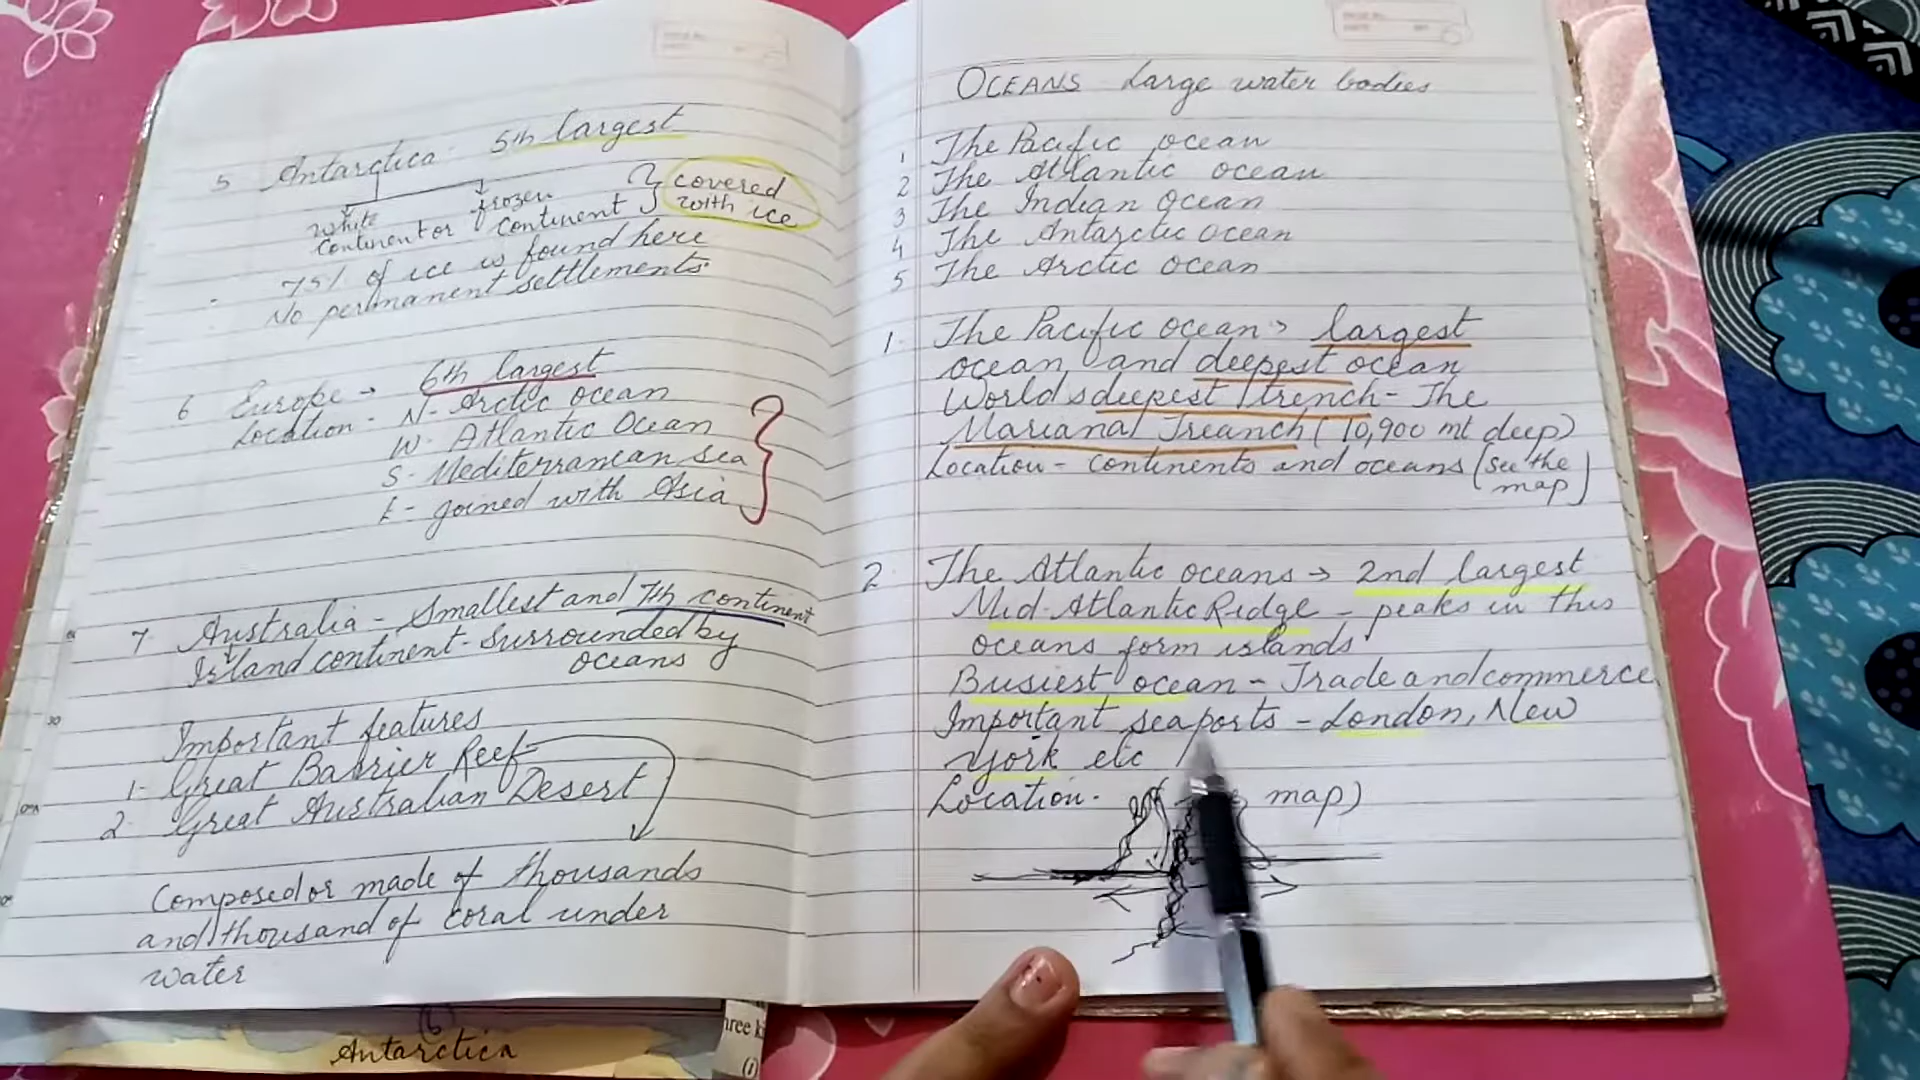 5 Antarctica - 5th largest
White continent or frozen continent } covered with ice
75% of ice is found here
- No permanent settlements.
6 Europe → 6th largest
Location - N - Arctic ocean
W - Atlantic Ocean
S - Mediterranean sea
E - joined with Asia
7. Australia - Smallest and 7th continent
Island continent - surrounded by oceans
Important features
1- Great Barrier Reef
2- Great Australian Desert
Composed or made of thousands
and thousand of coral under
water
(6)
Antarctica
hree ki
(i)
OCEANS - Large water bodies
1 The Pacific ocean
2 The Atlantic ocean
3 The Indian Ocean
4 The Antarctic ocean
5 The Arctic ocean
1. The Pacific ocean → largest
ocean and deepest ocean
World's deepest trench - The
Mariana Treanch (10,900 mt deep)
Location - continents and oceans (see the map)
2 The Atlantic oceans → 2nd largest
Mid-Atlantic Ridge - peaks in this
oceans form islands
Busiest ocean - Trade and commerce
Important seaports - London, New
York etc
Location - map)